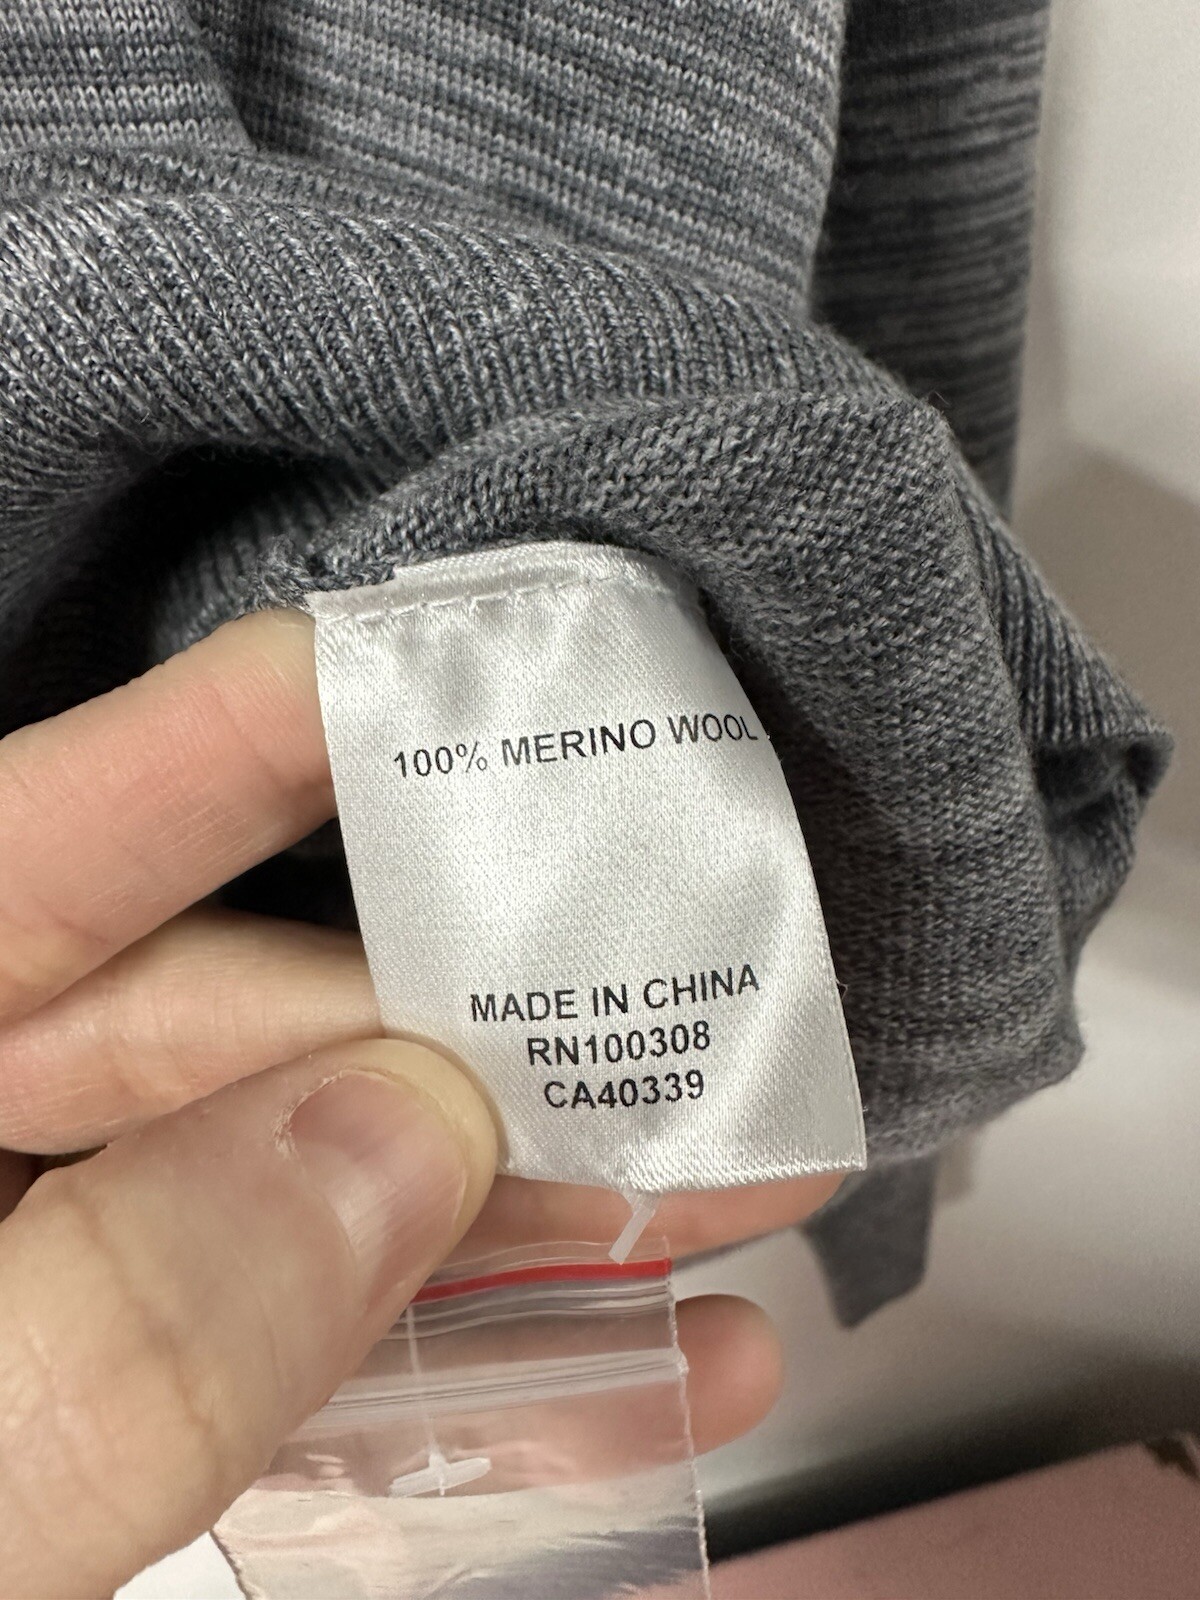 100% MERINO WOOL
MADE IN CHINA
RN100308
CA40339